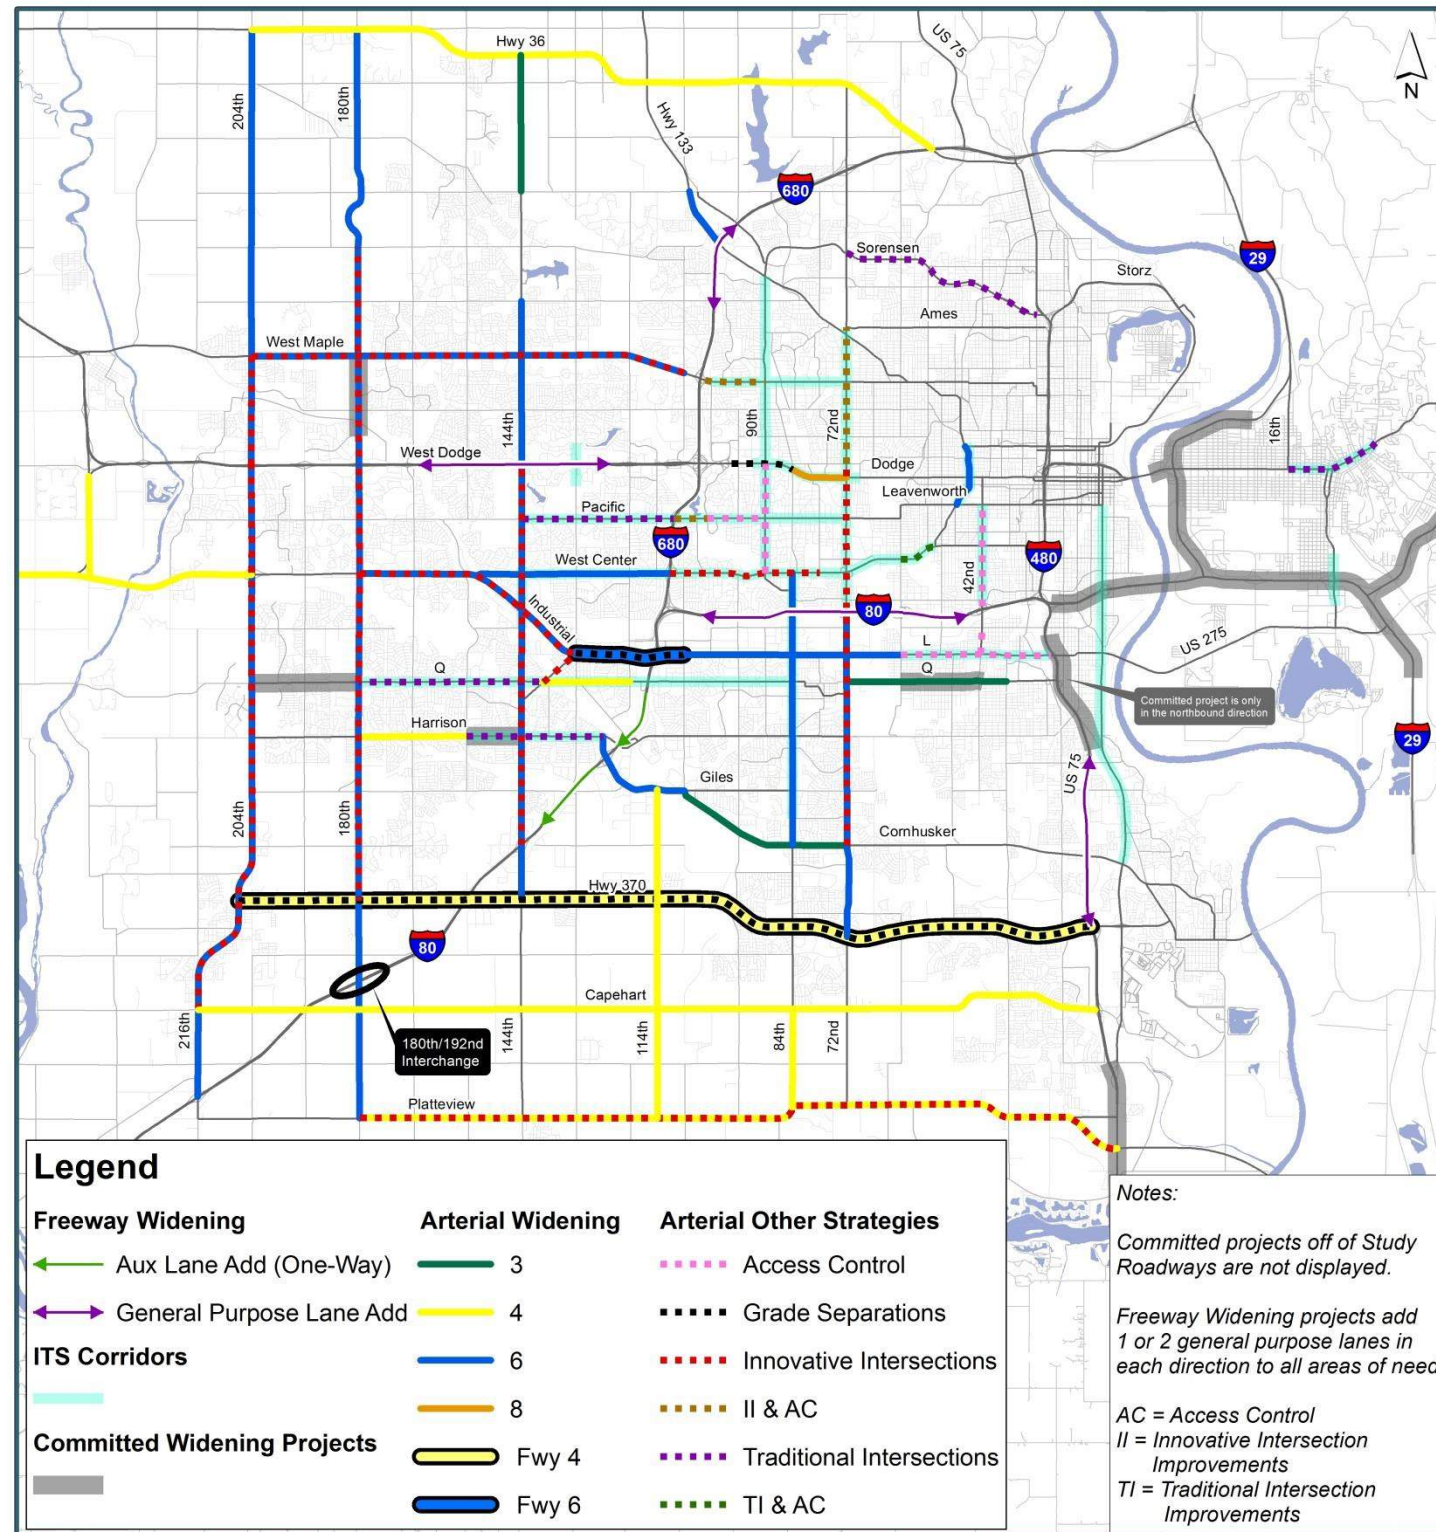 Hwy 36
US 75
N
204th
180th
Hwy 133
680
Sorensen
29
Storz
Ames
West Maple
144th
90th
72nd
16th
West Dodge
Dodge
Leavenworth
Pacific
680
480
West Center
42nd
Industrial
80
L
US 275
Q
Q
Committed project is only
in the northbound direction
Harrison
29
US 75
Giles
204th
180th
Cornhusker
Hwy 370
80
Capehart
216th
180th/192nd
Interchange
144th
114th
84th
72nd
Platteview
Legend
Freeway Widening
Aux Lane Add (One-Way)
General Purpose Lane Add
ITS Corridors
Committed Widening Projects
Arterial Widening
3
4
6
8
Fwy 4
Fwy 6
Arterial Other Strategies
Access Control
Grade Separations
Innovative Intersections
II & AC
Traditional Intersections
TI & AC
Notes:
Committed projects off of Study
Roadways are not displayed.
Freeway Widening projects add
1 or 2 general purpose lanes in
each direction to all areas of need
AC = Access Control
II = Innovative Intersection
Improvements
TI = Traditional Intersection
Improvements